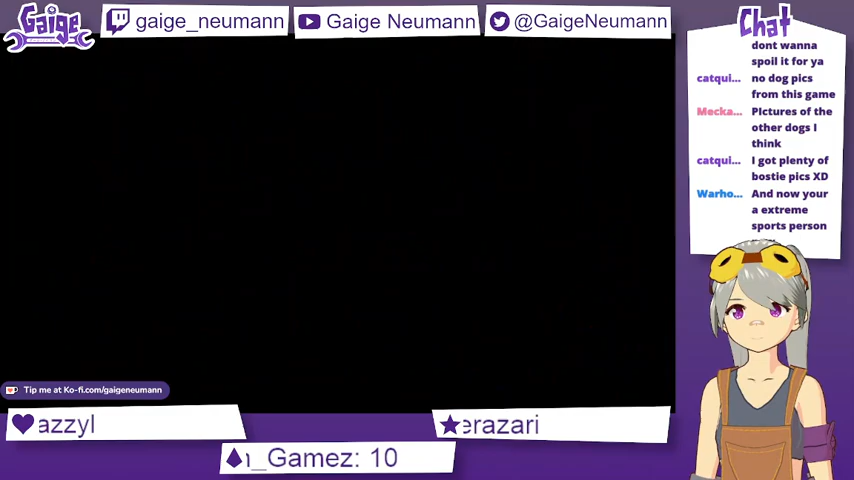 Gaige
gaige_neumann
Gaige Neumann
@GaigeNeumann
Chat
dont wanna
spoil it for ya
catqui... no dog pics
from this game
Mecka... PIctures of the
other dogs I
think
catqui... I got plenty of
bostie pics XD
Warho... And now your
a extreme
sports person
Tip me at Ko-fi.com/gaigeneumann
azzyl
erazari
_Gamez: 10